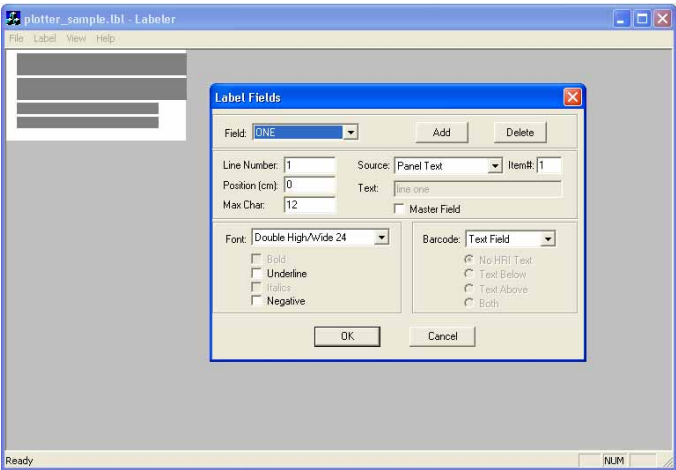 plotter_sample.lbl - Labeler
File Label View Help
Label Fields
Field: ONE Add Delete
Line Number: 1 Source: Panel Text Item#: 1
Position (cm): 0 Text: line one
Max Char: 12 Master Field
Font: Double High/Wide 24 Barcode: Text Field
Bold No HRI Text
Underline Text Below
Italics Text Above
Negative Both
OK Cancel
Ready NUM